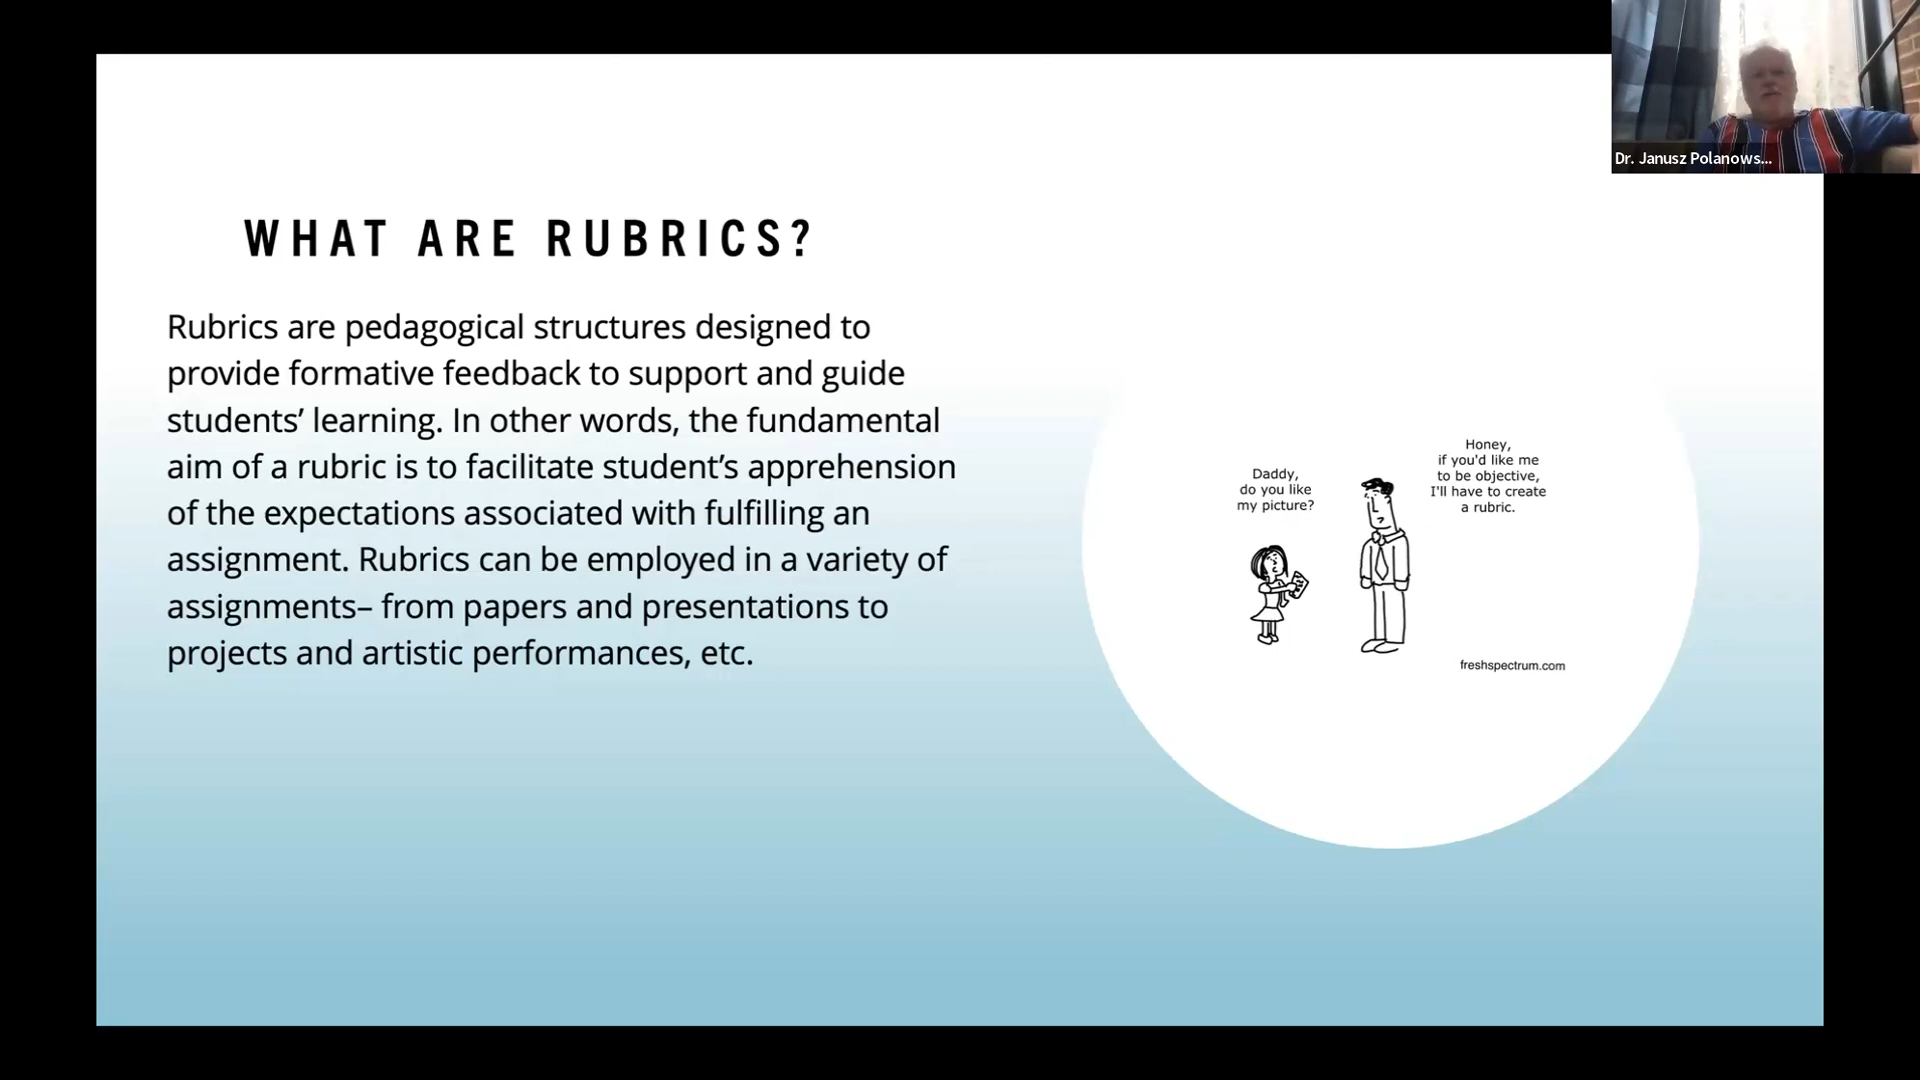 Dr. Janusz Polanows...
WHAT ARE RUBRICS?
Rubrics are pedagogical structures designed to
provide formative feedback to support and guide
students’ learning. In other words, the fundamental
aim of a rubric is to facilitate student’s apprehension
of the expectations associated with fulfilling an
assignment. Rubrics can be employed in a variety of
assignments– from papers and presentations to
projects and artistic performances, etc.
Daddy,
do you like
my picture?
Honey,
if you'd like me
to be objective,
I'll have to create
a rubric.
freshspectrum.com